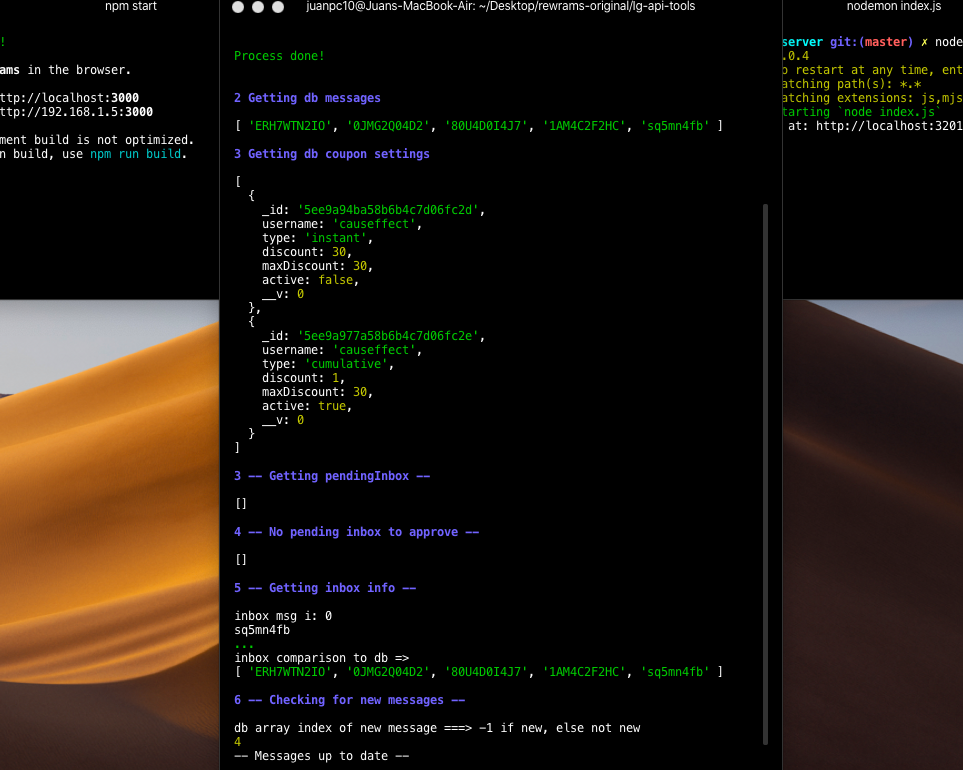 npm start
juanpc10@Juans-MacBook-Air: ~/Desktop/rewrams-original/lg-api-tools
nodemon index.js
!
ams in the browser.
ttp://localhost:3000
ttp://192.168.1.5:3000
ment build is not optimized.
n build, use npm run build.
Process done!
2 Getting db messages
[ 'ERH7WTN2IO', '0JMG2Q04D2', '80U4D0I4J7', '1AM4C2F2HC', 'sq5mn4fb' ]
3 Getting db coupon settings
[
{
_id: '5ee9a94ba58b6b4c7d06fc2d',
username: 'causeffect',
type: 'instant',
discount: 30,
maxDiscount: 30,
active: false,
__v: 0
},
{
_id: '5ee9a977a58b6b4c7d06fc2e',
username: 'causeffect',
type: 'cumulative',
discount: 1,
maxDiscount: 30,
active: true,
__v: 0
}
]
3 -- Getting pendingInbox --
[]
4 -- No pending inbox to approve --
[]
5 -- Getting inbox info --
inbox msg i: 0
sq5mn4fb
...
inbox comparison to db =>
[ 'ERH7WTN2IO', '0JMG2Q04D2', '80U4D0I4J7', '1AM4C2F2HC', 'sq5mn4fb' ]
6 -- Checking for new messages --
db array index of new message ===> -1 if new, else not new
4
-- Messages up to date --
server git:(master) ✗ node
.0.4
o restart at any time, ent
atching path(s): *.*
atching extensions: js,mjs
tarting `node index.js`
at: http://localhost:3201